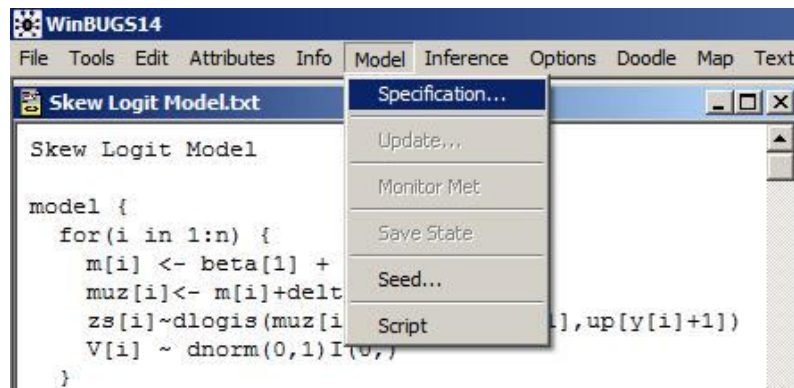 WinBUGS14
File Tools Edit Attributes Info Model Inference Options Doodle Map Text
Skew Logit Model.txt
Specification...
Update...
Monitor Met
Save State
Seed...
Script
Skew Logit Model
model {
for(i in 1:n) {
m[i] <- beta[1] +
muz[i]<- m[i]+delt
zs[i]~dlogis(muz[i ],up[y[i]+1])
V[i] ~ dnorm(0,1)I(0,)
}